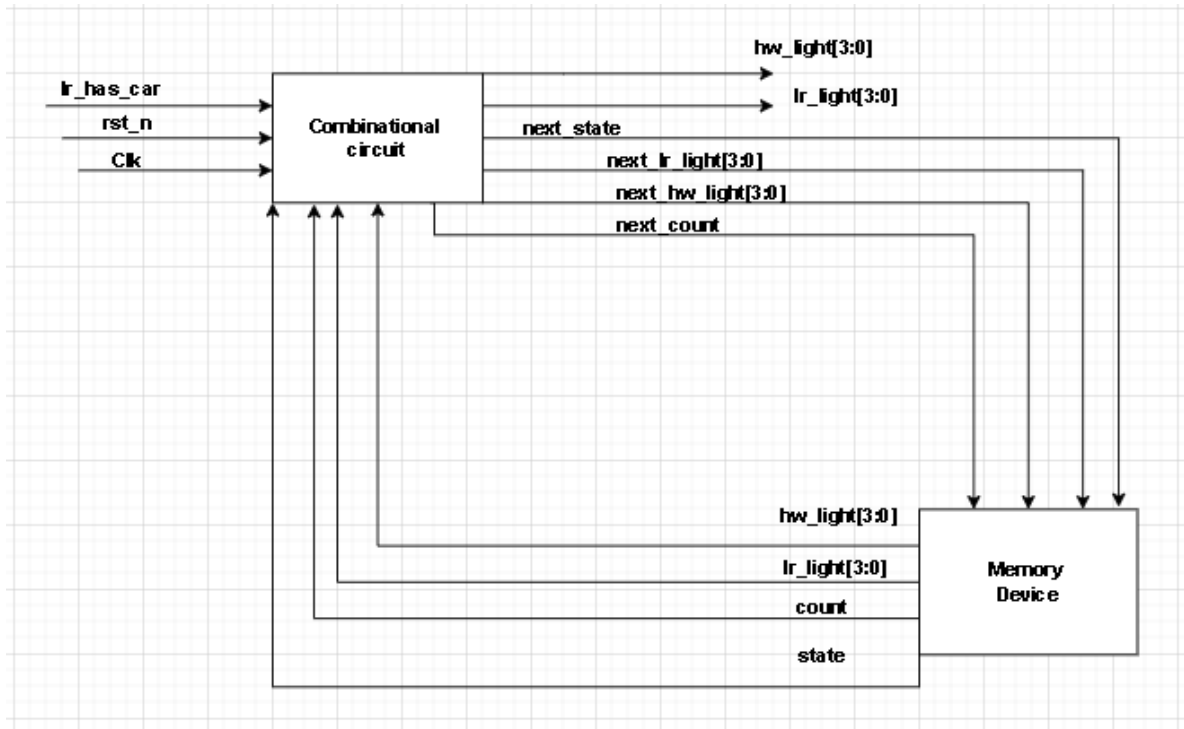 hw_light[3:0]
lr_has_car
lr_light[3:0]
rst_n
Combinational
circuit
next_state
Clk
next_lr_light[3:0]
next_hw_light[3:0]
next_count
hw_light[3:0]
lr_light[3:0]
Memory
Device
count
state